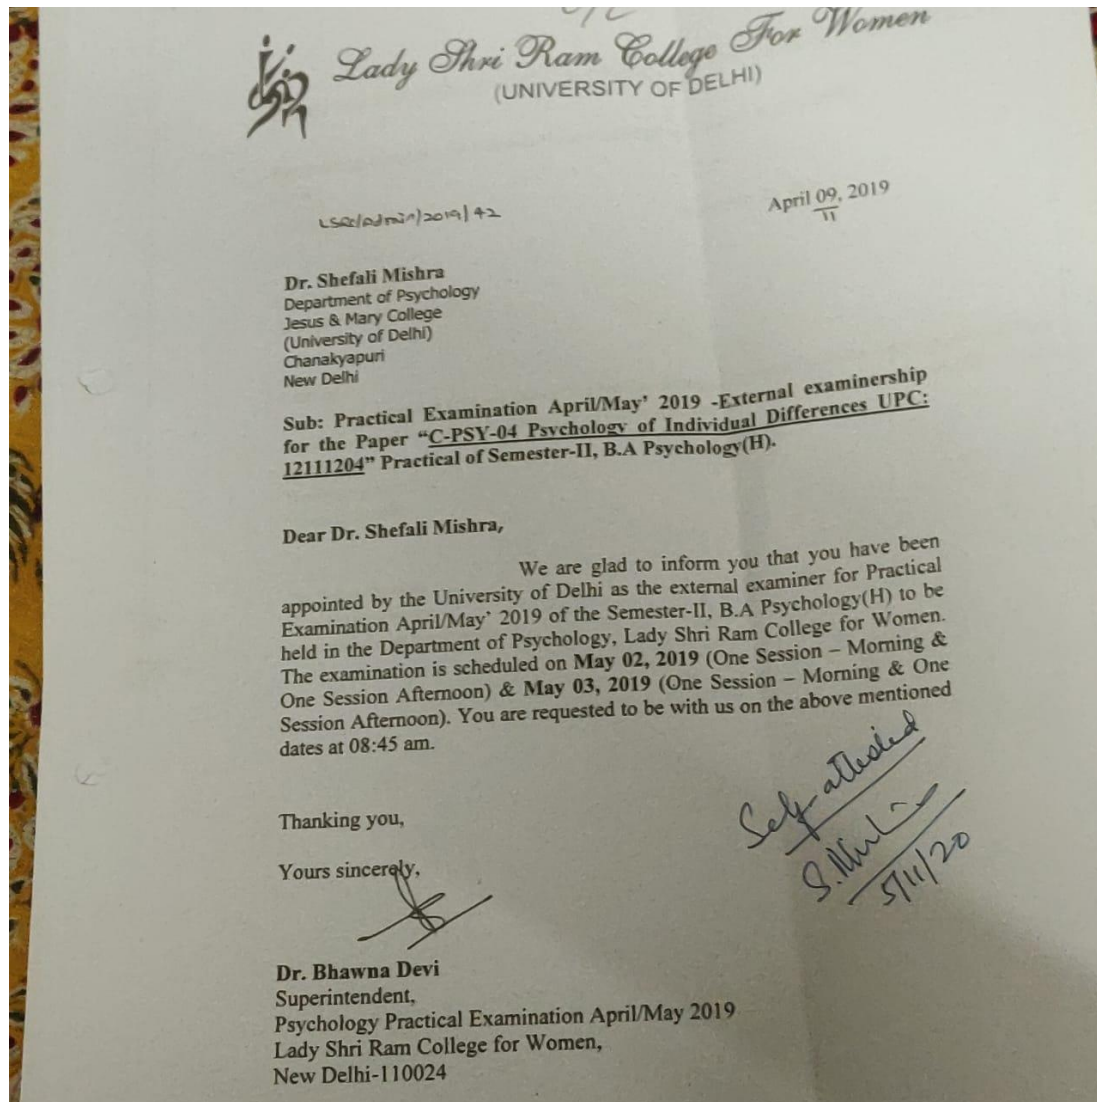 Lady Shri Ram College For Women
(UNIVERSITY OF DELHI)
LSRC/Admin/2019/42
April 09, 2019
11
Dr. Shefali Mishra
Department of Psychology
Jesus & Mary College
(University of Delhi)
Chanakyapuri
New Delhi
Sub: Practical Examination April/May' 2019 -External examinership
for the Paper “C-PSY-04 Psychology of Individual Differences UPC:
12111204” Practical of Semester-II, B.A Psychology(H).
Dear Dr. Shefali Mishra,
We are glad to inform you that you have been
appointed by the University of Delhi as the external examiner for Practical
Examination April/May' 2019 of the Semester-II, B.A Psychology(H) to be
held in the Department of Psychology, Lady Shri Ram College for Women.
The examination is scheduled on May 02, 2019 (One Session – Morning &
One Session Afternoon) & May 03, 2019 (One Session – Morning & One
Session Afternoon). You are requested to be with us on the above mentioned
dates at 08:45 am.
Self attested
S. Mishra
5/11/20
Thanking you,
Yours sincerely,
Dr. Bhawna Devi
Superintendent,
Psychology Practical Examination April/May 2019
Lady Shri Ram College for Women,
New Delhi-110024